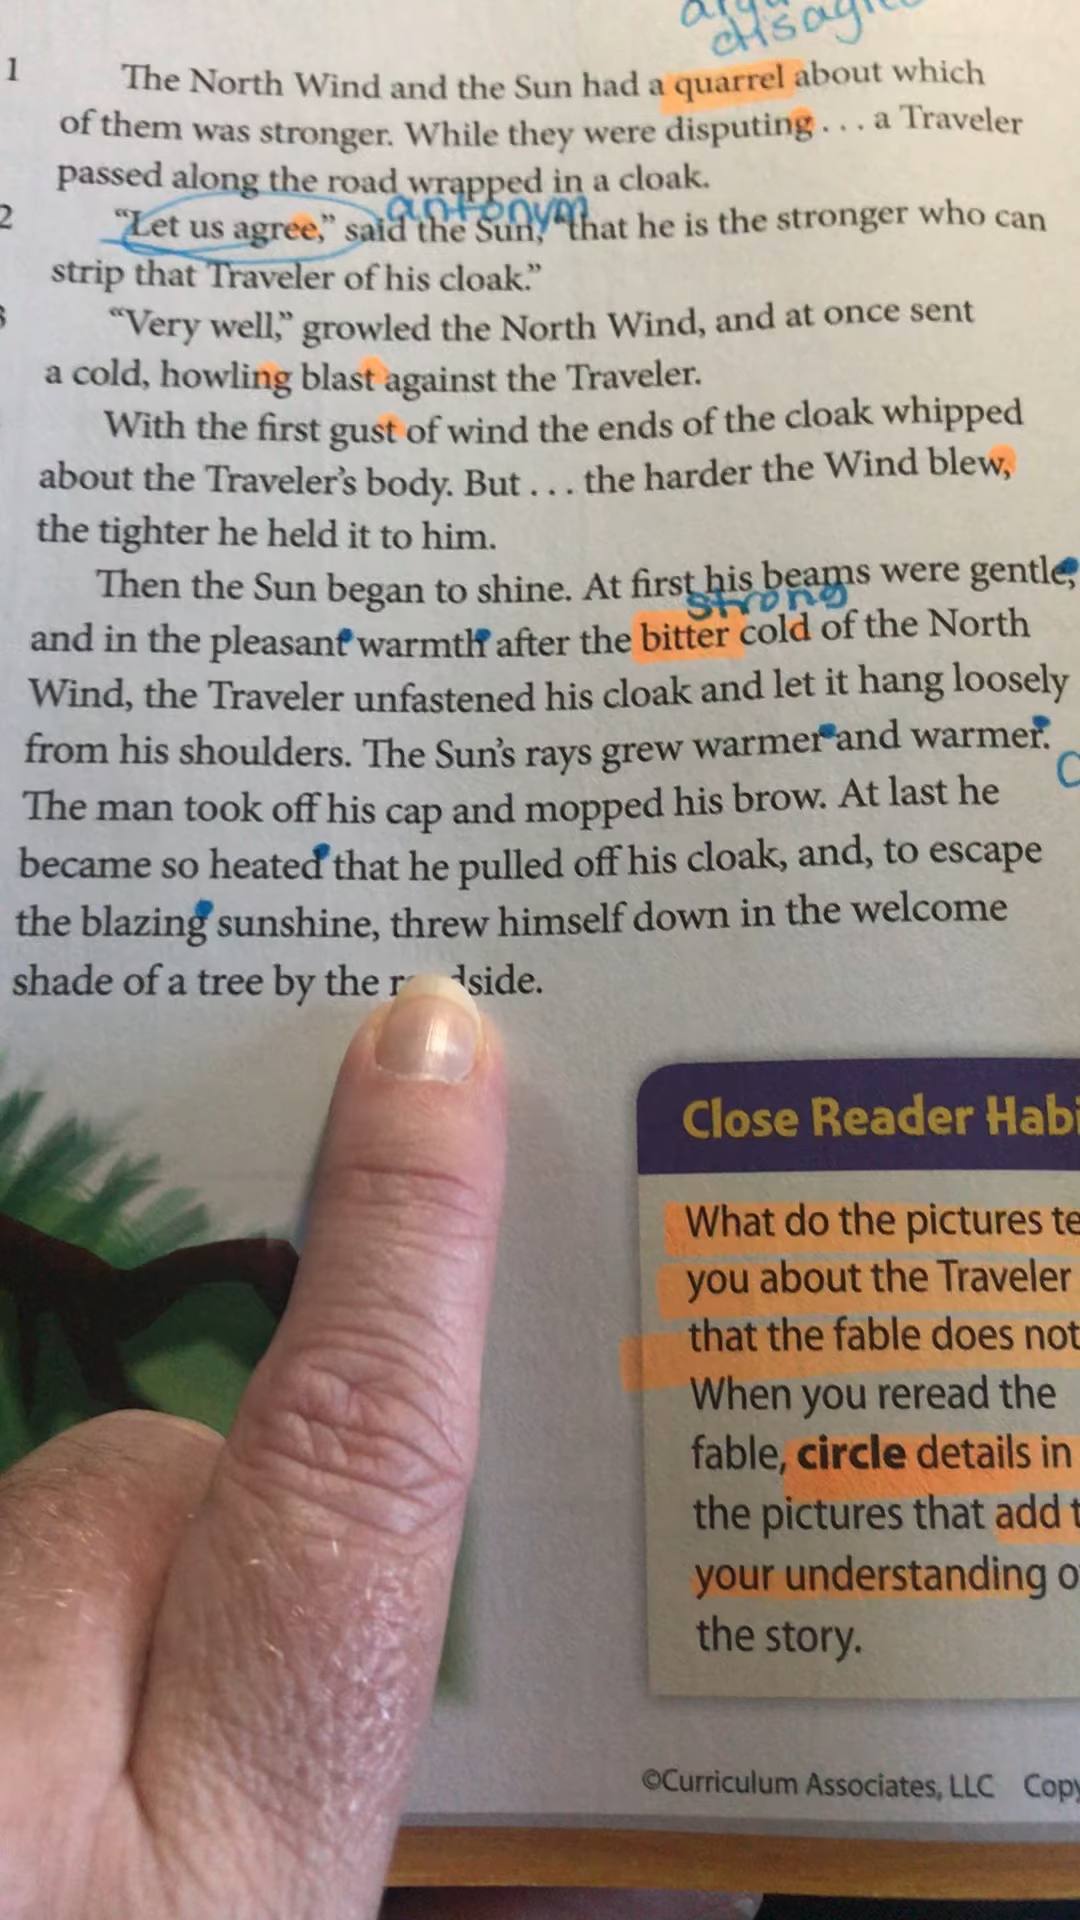 disag
1 The North Wind and the Sun had a quarrel about which
of them was stronger. While they were disputing . . . a Traveler
passed along the road wrapped in a cloak.
antonym
2 “Let us agree,” said the Sun, “that he is the stronger who can
strip that Traveler of his cloak.”
3 “Very well,” growled the North Wind, and at once sent
a cold, howling blast against the Traveler.
With the first gust of wind the ends of the cloak whipped
about the Traveler’s body. But . . . the harder the Wind blew,
the tighter he held it to him.
Then the Sun began to shine. At first his beams were gentle,
strong
and in the pleasant warmth after the bitter cold of the North
Wind, the Traveler unfastened his cloak and let it hang loosely
from his shoulders. The Sun’s rays grew warmer and warmer.
The man took off his cap and mopped his brow. At last he
became so heated that he pulled off his cloak, and, to escape
the blazing sunshine, threw himself down in the welcome
shade of a tree by the r dside.
Close Reader Habi
What do the pictures te
you about the Traveler
that the fable does not
When you reread the
fable, circle details in
the pictures that add t
your understanding o
the story.
©Curriculum Associates, LLC Copy